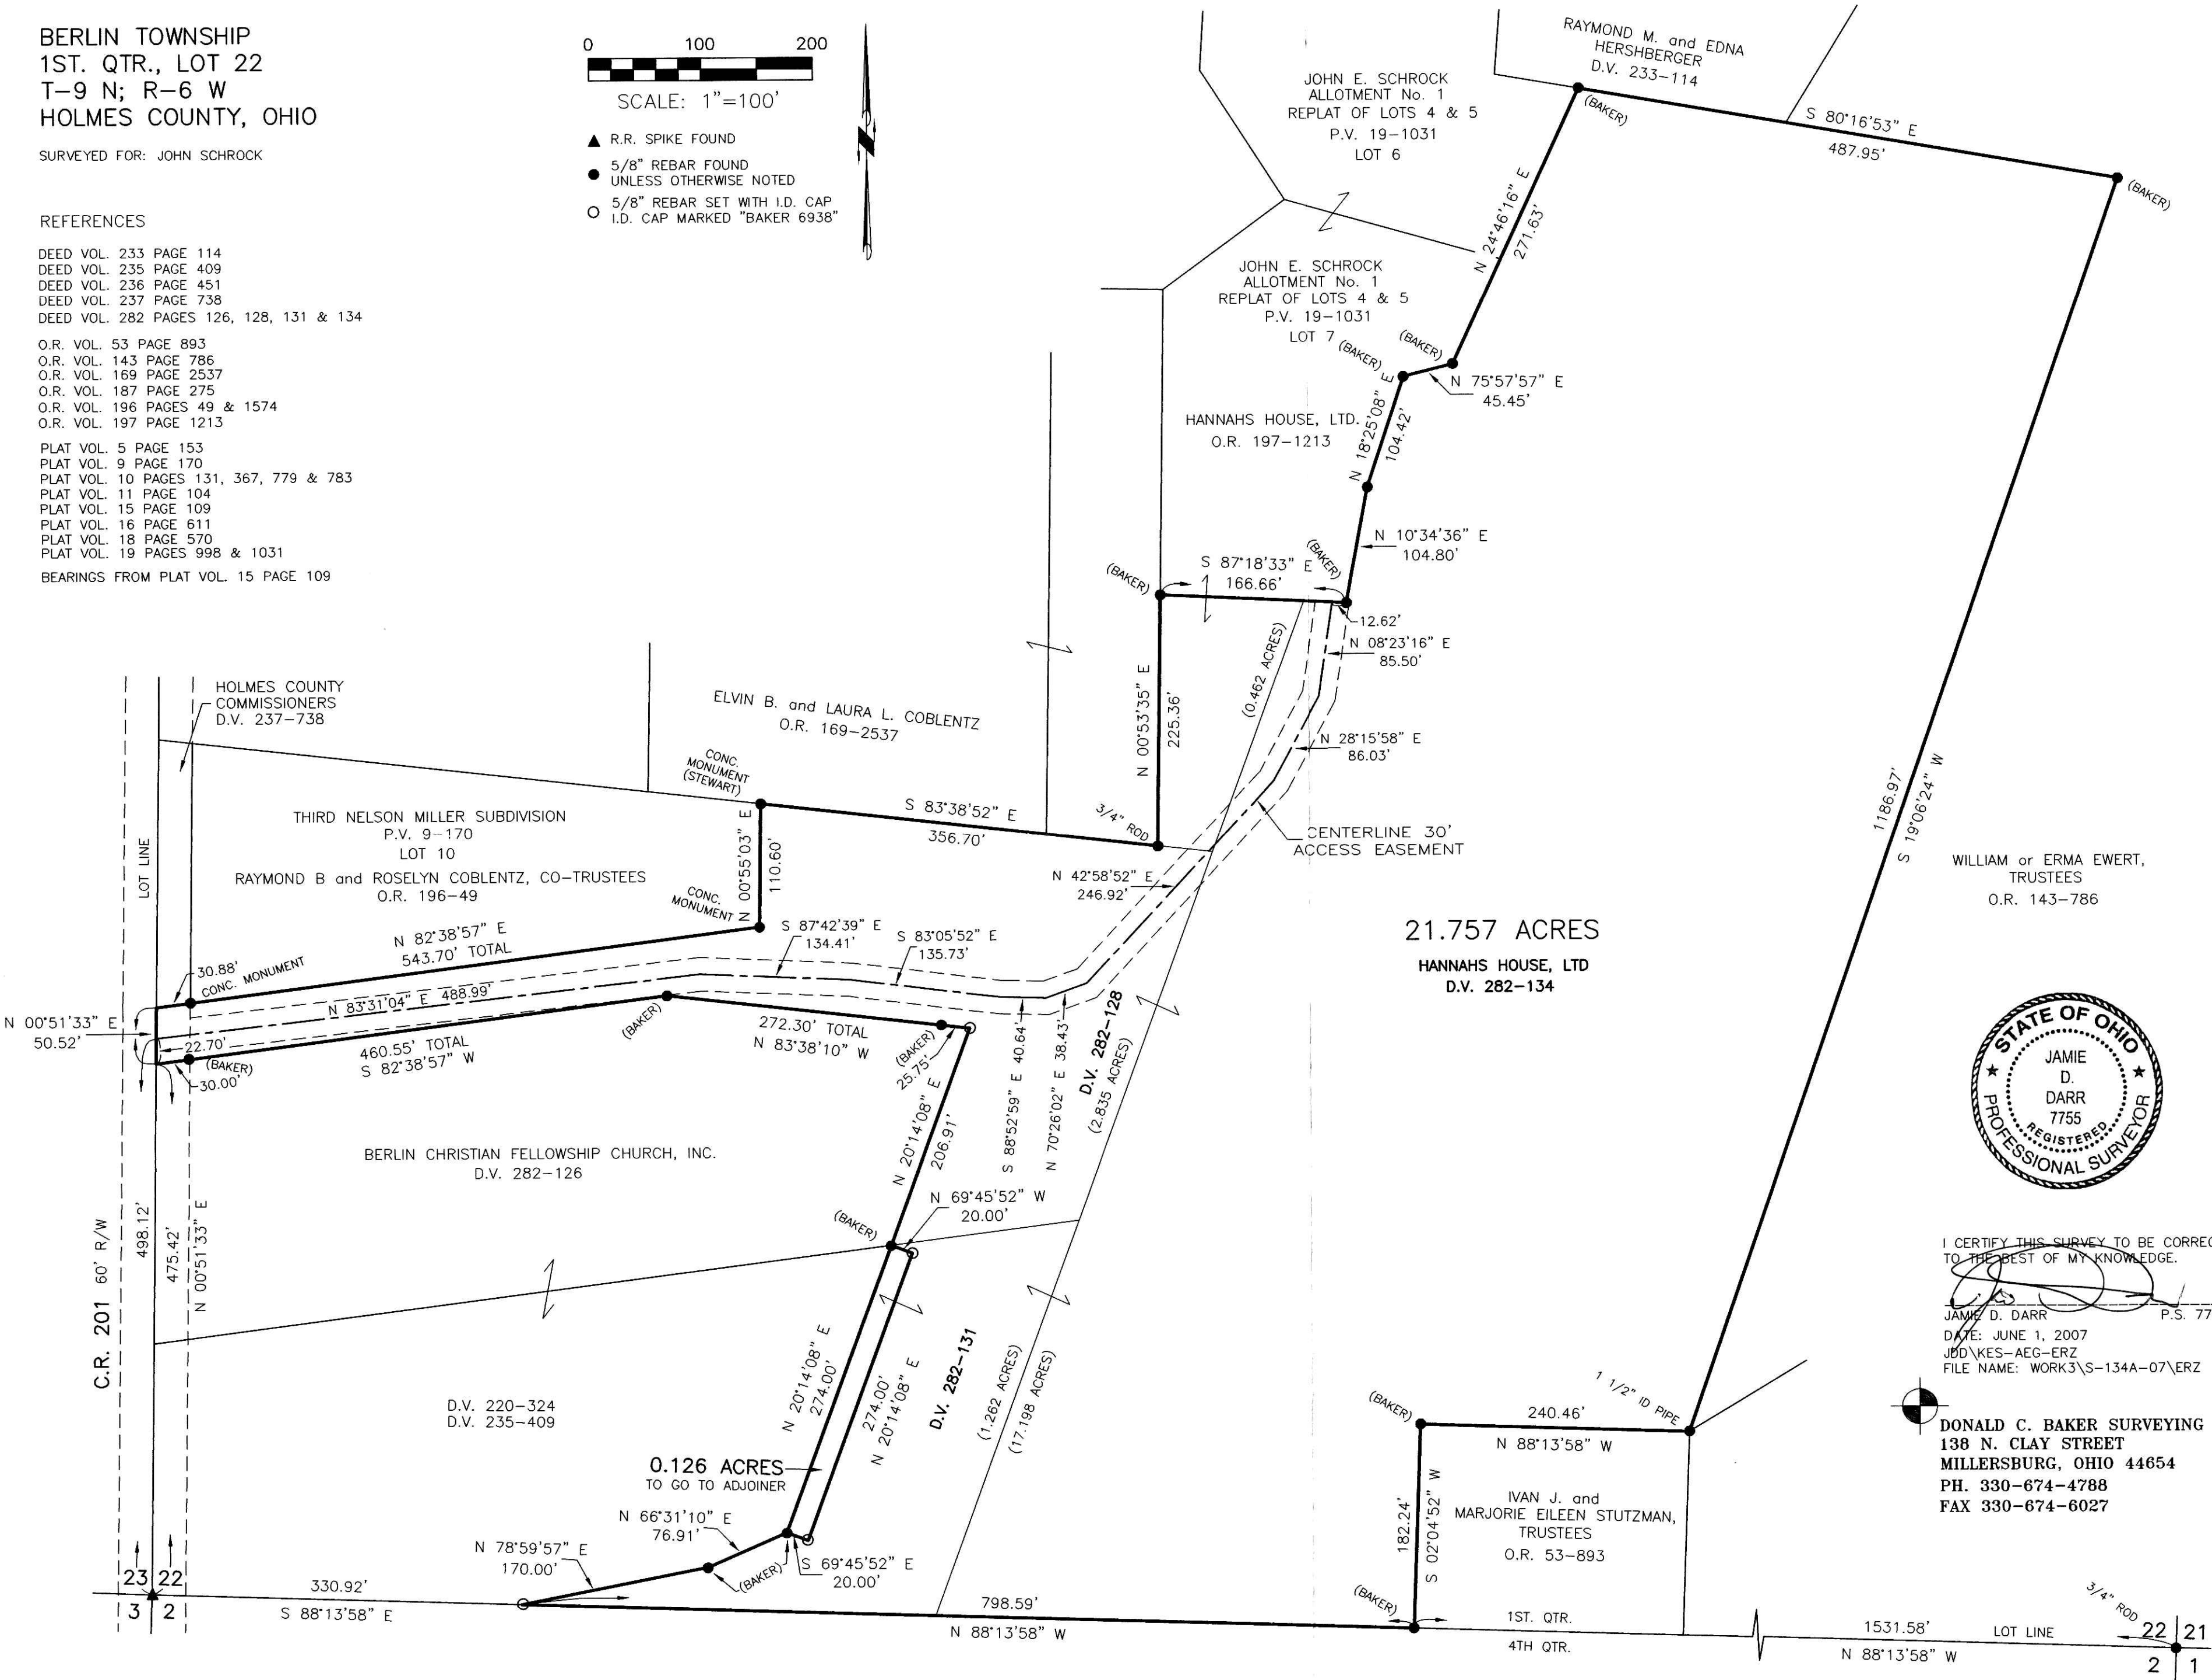 BERLIN TOWNSHIP
1ST. QTR., LOT 22
T-9 N; R-6 W
HOLMES COUNTY, OHIO
SURVEYED FOR: JOHN SCHROCK
REFERENCES
DEED VOL. 233 PAGE 114
DEED VOL. 235 PAGE 409
DEED VOL. 236 PAGE 451
DEED VOL. 237 PAGE 738
DEED VOL. 282 PAGES 126, 128, 131 & 134
O.R. VOL. 53 PAGE 893
O.R. VOL. 143 PAGE 786
O.R. VOL. 169 PAGE 2537
O.R. VOL. 187 PAGE 275
O.R. VOL. 196 PAGES 49 & 1574
O.R. VOL. 197 PAGE 1213
PLAT VOL. 5 PAGE 153
PLAT VOL. 9 PAGE 170
PLAT VOL. 10 PAGES 131, 367, 779 & 783
PLAT VOL. 11 PAGE 104
PLAT VOL. 15 PAGE 109
PLAT VOL. 16 PAGE 611
PLAT VOL. 18 PAGE 570
PLAT VOL. 19 PAGES 998 & 1031
BEARINGS FROM PLAT VOL. 15 PAGE 109
0 100 200
SCALE: 1"=100'
R.R. SPIKE FOUND
5/8" REBAR FOUND
UNLESS OTHERWISE NOTED
5/8" REBAR SET WITH I.D. CAP
I.D. CAP MARKED "BAKER 6938"
JOHN E. SCHROCK
ALLOTMENT No. 1
REPLAT OF LOTS 4 & 5
P.V. 19-1031
LOT 6
RAYMOND M. and EDNA
HERSHBERGER
D.V. 233-114
(BAKER)
S 80°16'53" E
487.95'
(BAKER)
N 24°46'16" E
271.63'
JOHN E. SCHROCK
ALLOTMENT No. 1
REPLAT OF LOTS 4 & 5
P.V. 19-1031
LOT 7
(BAKER)
(BAKER)
N 75°57'57" E
45.45'
HANNAHS HOUSE, LTD.
O.R. 197-1213
N 18°25'08" E
104.42'
N 10°34'36" E
104.80'
(BAKER)
S 87°18'33" E
166.66'
(BAKER)
12.62'
N 08°23'16" E
85.50'
(0.462 ACRES)
N 00°53'35" E
225.36'
N 28°15'58" E
86.03'
CENTERLINE 30'
ACCESS EASEMENT
HOLMES COUNTY
COMMISSIONERS
D.V. 237-738
ELVIN B. and LAURA L. COBLENTZ
O.R. 169-2537
CONC.
MONUMENT
(STEWART)
S 83°38'52" E
356.70'
3/4" ROD
THIRD NELSON MILLER SUBDIVISION
P.V. 9-170
LOT 10
RAYMOND B and ROSELYN COBLENTZ, CO-TRUSTEES
O.R. 196-49
LOT LINE
N 00°55'03" E
110.60'
CONC.
MONUMENT
N 42°58'52" E
246.92'
N 82°38'57" E
543.70' TOTAL
S 87°42'39" E
134.41'
S 83°05'52" E
135.73'
30.88'
CONC. MONUMENT
N 83°31'04" E 488.99'
N 00°51'33" E
50.52'
22.70'
(BAKER)
30.00'
460.55' TOTAL
S 82°38'57" W
(BAKER)
272.30' TOTAL
N 83°38'10" W
(BAKER)
25.75'
S 88°52'59" E 40.64'
N 70°26'02" E 38.43'
D.V. 282-128
(2.835 ACRES)
21.757 ACRES
HANNAHS HOUSE, LTD
D.V. 282-134
1186.97'
S 19°06'24" W
WILLIAM or ERMA EWERT,
TRUSTEES
O.R. 143-786
N 20°14'08" E
206.91'
BERLIN CHRISTIAN FELLOWSHIP CHURCH, INC.
D.V. 282-126
N 69°45'52" W
20.00'
(BAKER)
C.R. 201 60' R/W
498.12'
475.42'
N 00°51'33" E
D.V. 220-324
D.V. 235-409
N 20°14'08" E
274.00'
274.00'
N 20°14'08" E
D.V. 282-131
(1.262 ACRES)
(17.198 ACRES)
0.126 ACRES
TO GO TO ADJOINER
N 66°31'10" E
76.91'
N 78°59'57" E
170.00'
(BAKER)
S 69°45'52" E
20.00'
23 22
3 2
330.92'
S 88°13'58" E
798.59'
N 88°13'58" W
(BAKER)
240.46'
N 88°13'58" W
1 1/2" ID PIPE
182.24'
S 02°04'52" W
IVAN J. and
MARJORIE EILEEN STUTZMAN,
TRUSTEES
O.R. 53-893
(BAKER)
1ST. QTR.
4TH QTR.
1531.58'
N 88°13'58" W
LOT LINE
3/4" ROD
22 21
2 1
STATE OF OHIO
JAMIE
D.
DARR
7755
REGISTERED
PROFESSIONAL SURVEYOR
I CERTIFY THIS SURVEY TO BE CORREC
TO THE BEST OF MY KNOWLEDGE.
JAMIE D. DARR P.S. 77
DATE: JUNE 1, 2007
JDD\KES-AEG-ERZ
FILE NAME: WORK3\S-134A-07\ERZ
DONALD C. BAKER SURVEYING
138 N. CLAY STREET
MILLERSBURG, OHIO 44654
PH. 330-674-4788
FAX 330-674-6027